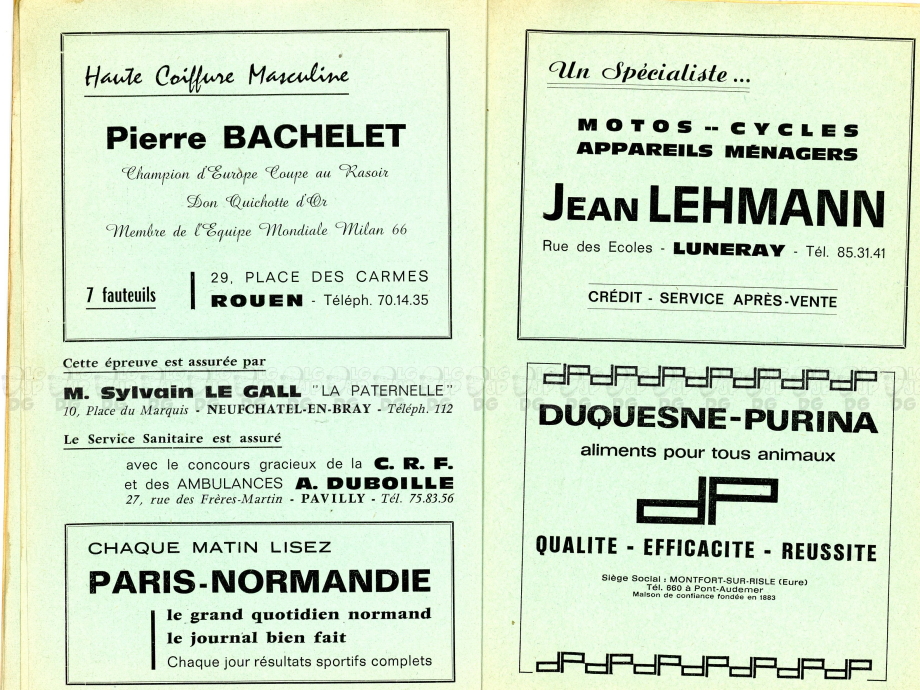 Haute Coiffure Masculine
Pierre BACHELET
Champion d'Europe Coupe au Rasoir
Don Quichotte d'Or
Membre de l'Equipe Mondiale Milan 66
7 fauteuils
29, PLACE DES CARMES
ROUEN - Téléph. 70.14.35
Cette épreuve est assurée par
M. Sylvain LE GALL "LA PATERNELLE"
10, Place du Marquis - NEUFCHATEL-EN-BRAY - Téléph. 112
Le Service Sanitaire est assuré
avec le concours gracieux de la C. R. F.
et des AMBULANCES A. DUBOILLE
27, rue des Frères-Martin - PAVILLY - Tél. 75.83.56
CHAQUE MATIN LISEZ
PARIS-NORMANDIE
le grand quotidien normand
le journal bien fait
Chaque jour résultats sportifs complets
Un Spécialiste...
MOTOS -- CYCLES
APPAREILS MÉNAGERS
JEAN LEHMANN
Rue des Ecoles - LUNERAY - Tél. 85.31.41
CRÉDIT - SERVICE APRÈS-VENTE
DUQUESNE-PURINA
aliments pour tous animaux
dP
QUALITE - EFFICACITE - REUSSITE
Siège Social : MONTFORT-SUR-RISLE (Eure)
Tél. 660 à Pont-Audemer
Maison de confiance fondée en 1883